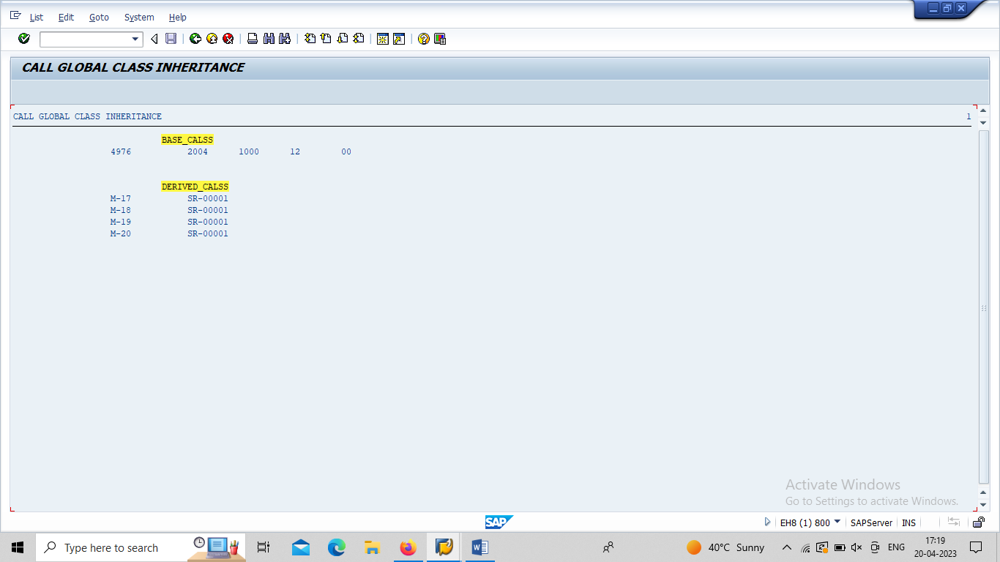 List Edit Goto System Help
CALL GLOBAL CLASS INHERITANCE
CALL GLOBAL CLASS INHERITANCE 1
BASE_CALSS
4976 2004 1000 12 00
DERIVED_CALSS
M-17 SR-00001
M-18 SR-00001
M-19 SR-00001
M-20 SR-00001
Activate Windows
Go to Settings to activate Windows.
SAP EH8 (1) 800 SAPServer INS
Type here to search 40°C Sunny ENG 17:19
20-04-2023